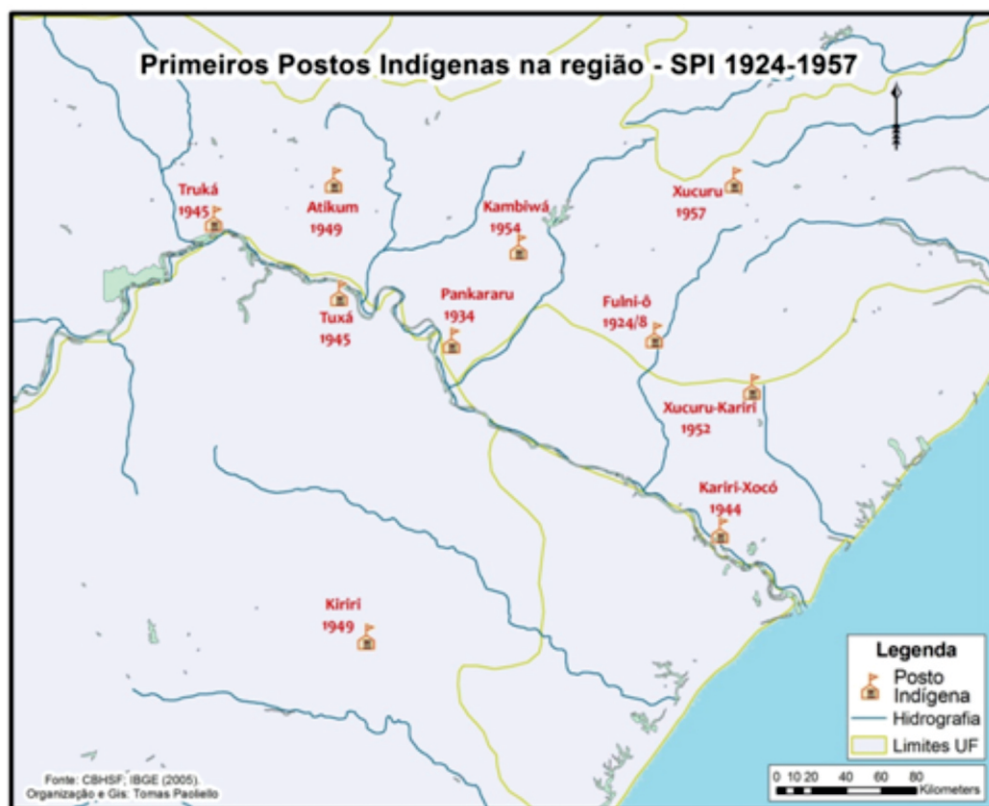 Primeiros Postos Indígenas na região - SPI 1924-1957
Truká
1945
Atikum
1949
Kambiwá
1954
Xucuru
1957
Tuxá
1945
Pankararu
1934
Fulni-ô
1924/8
Xucuru-Kariri
1952
Kariri-Xocó
1944
Kiriri
1949
Legenda
Posto
Indígena
Hidrografia
Limites UF
0 10 20 40 60 80
Kilometers
Fonte: CBHSF; IBGE (2005).
Organização e Gis: Tomas Paoliello